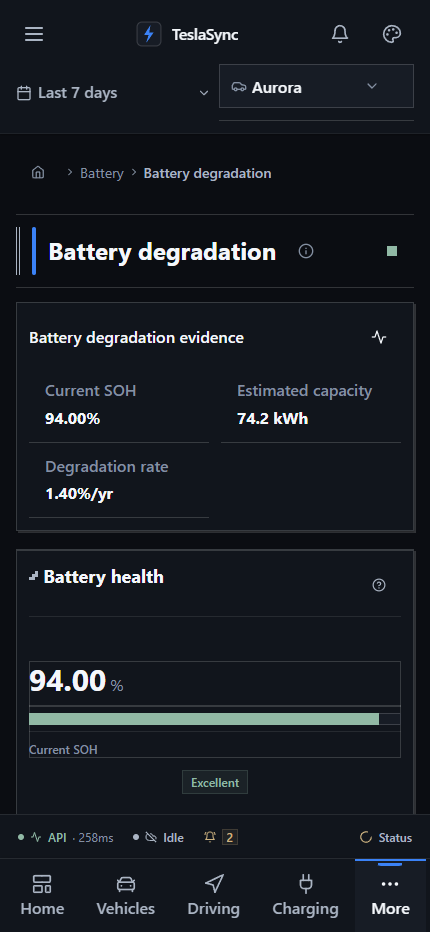 TeslaSync
Last 7 days
Aurora
Battery
Battery degradation
Battery degradation
Battery degradation evidence
Current SOH
Estimated capacity
94.00%
74.2 kWh
Degradation rate
1.40%/yr
Battery health
94.00 %
Current SOH
Excellent
API · 258ms
Idle
2
Status
Home
Vehicles
Driving
Charging
More